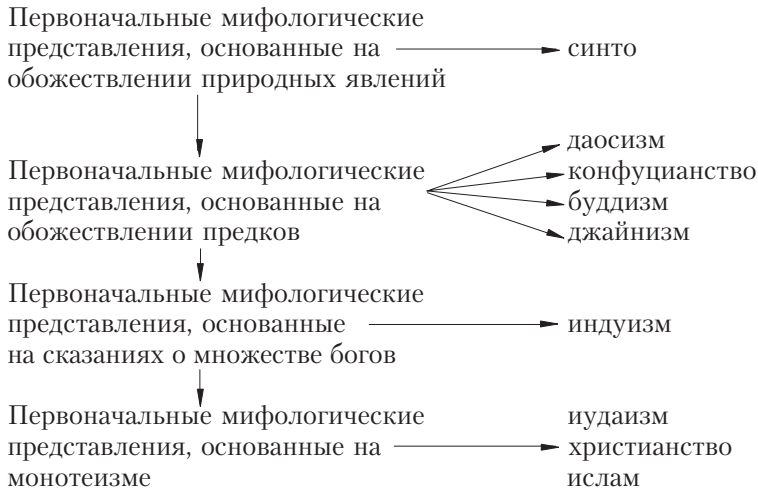 Первоначальные мифологические
представления, основанные на синто
обожествлении природных явлений
Первоначальные мифологические
представления, основанные на
обожествлении предков
даосизм
конфуцианство
буддизм
джайнизм
Первоначальные мифологические
представления, основанные индуизм
на сказаниях о множестве богов
Первоначальные мифологические
представления, основанные на
монотеизме
иудаизм
христианство
ислам